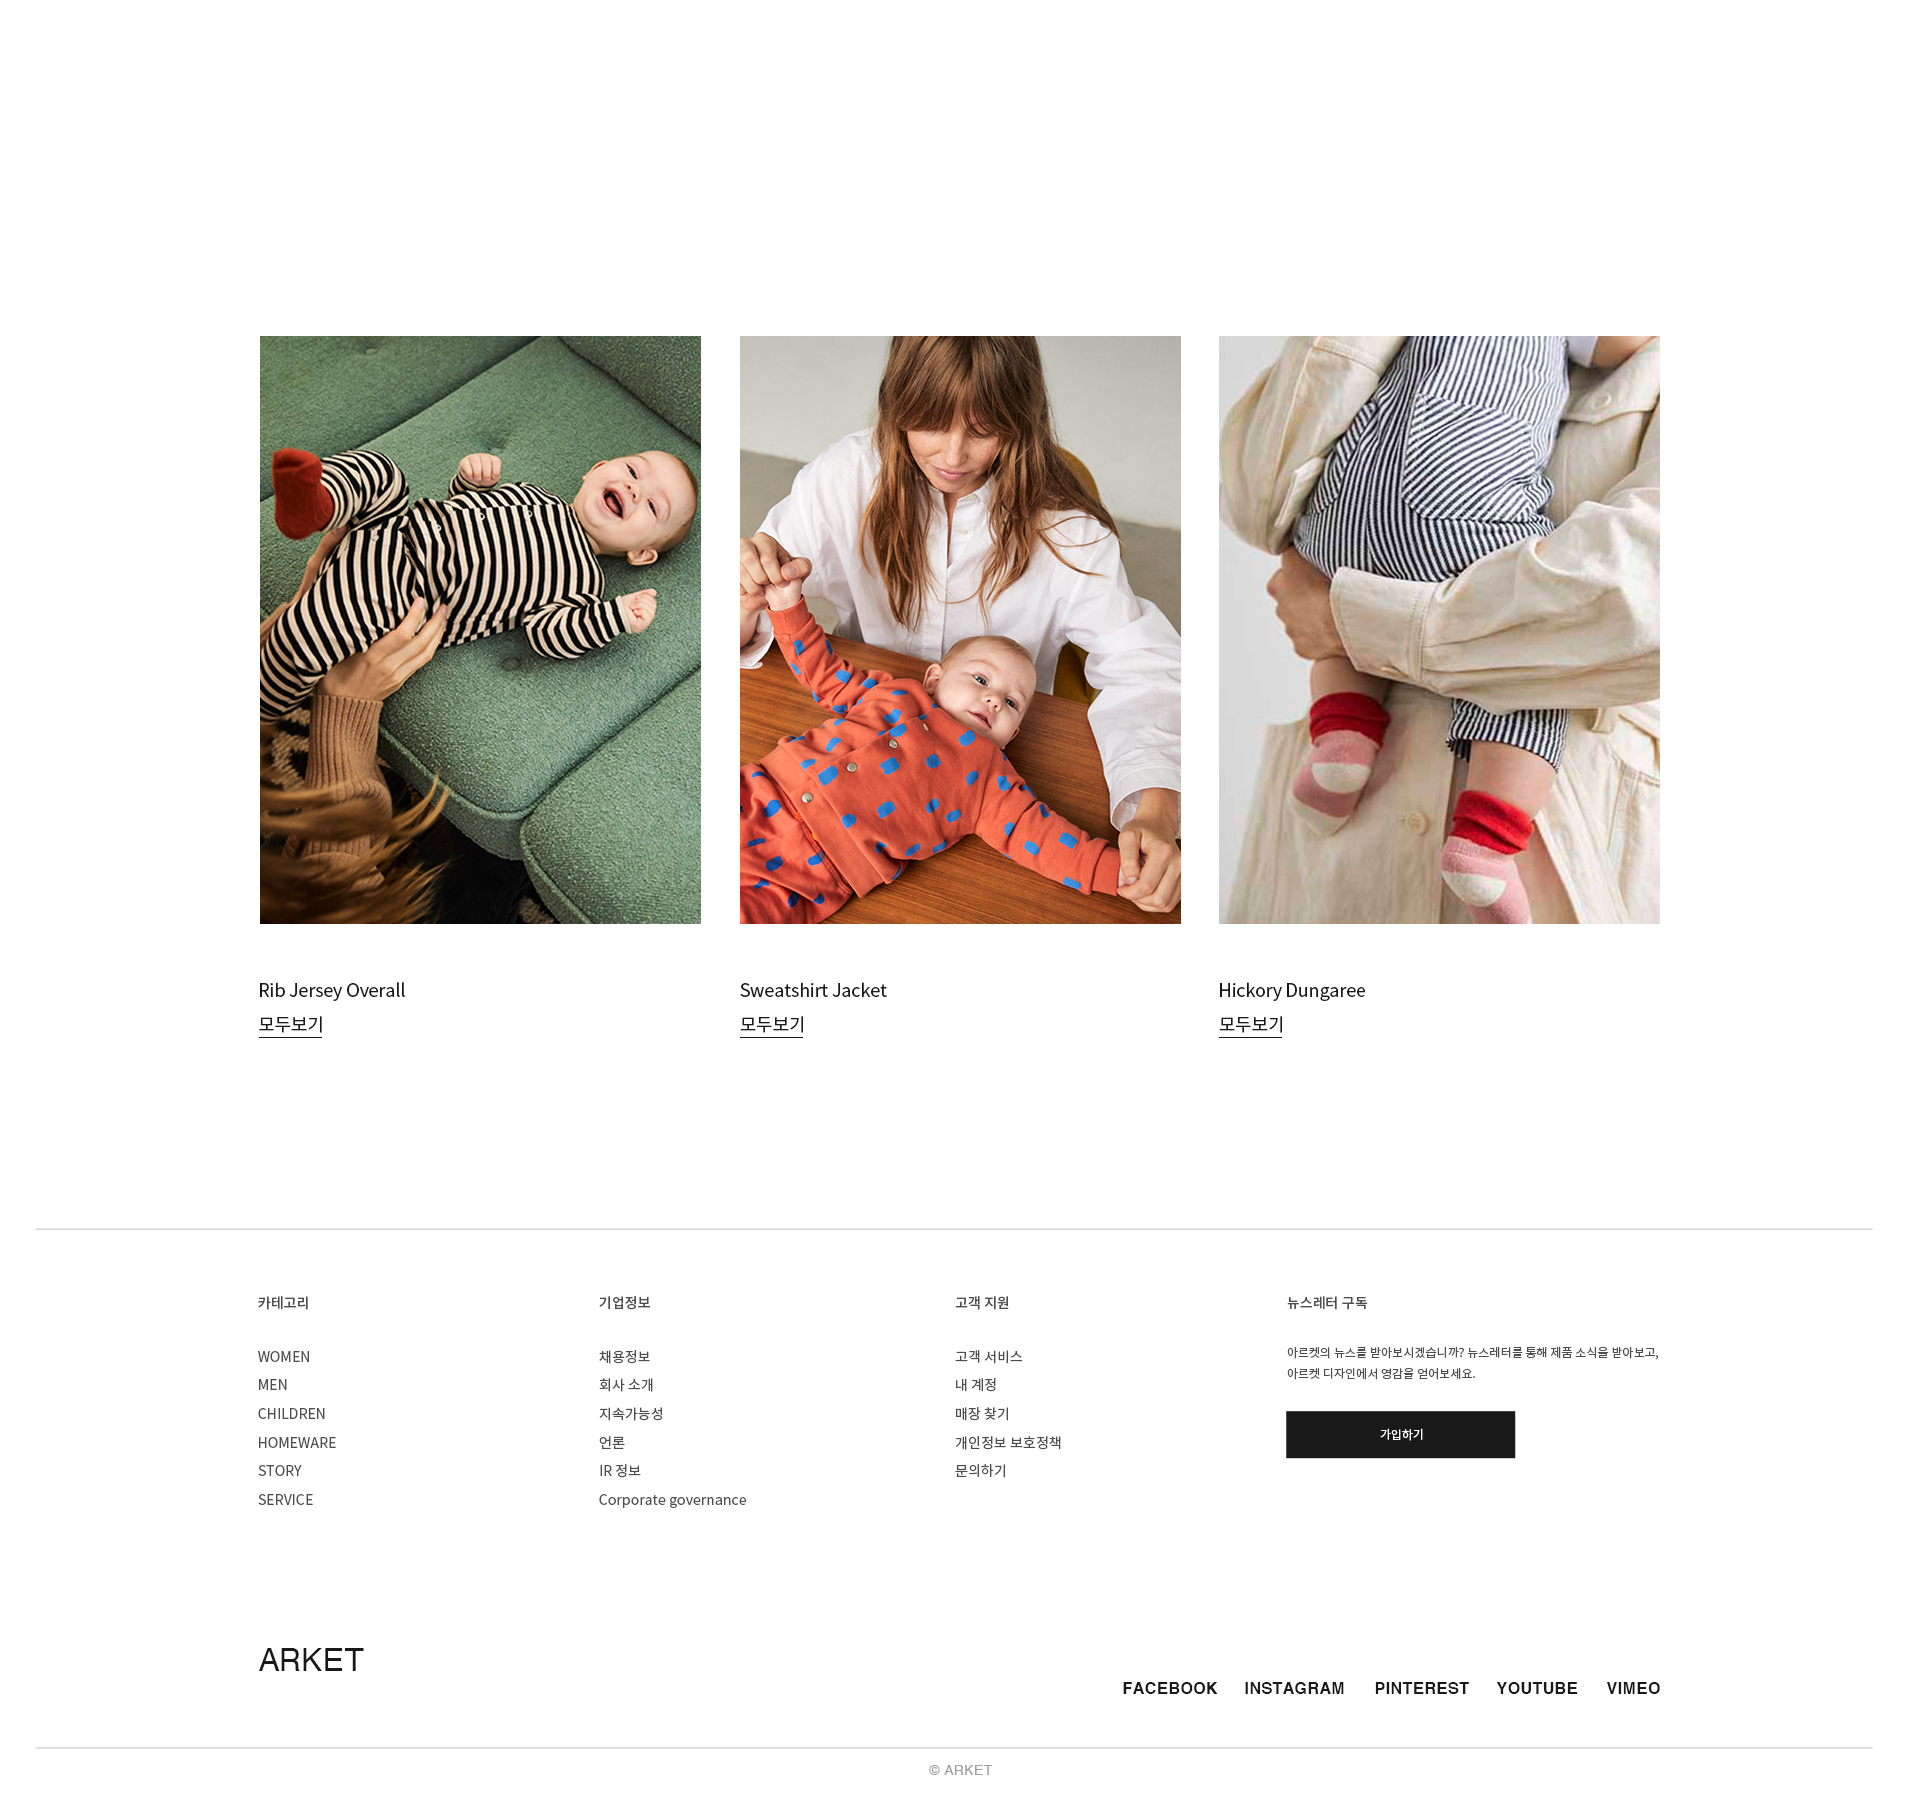 Rib Jersey Overall
모두보기
Sweatshirt Jacket
모두보기
Hickory Dungaree
모두보기
카테고리
WOMEN
MEN
CHILDREN
HOMEWARE
STORY
SERVICE
기업정보
채용정보
회사 소개
지속가능성
언론
IR 정보
Corporate governance
고객 지원
고객 서비스
내 계정
매장 찾기
개인정보 보호정책
문의하기
뉴스레터 구독
아르켓의 뉴스를 받아보시겠습니까? 뉴스레터를 통해 제품 소식을 받아보고,
아르켓 디자인에서 영감을 얻어보세요.
가입하기
ARKET
FACEBOOK INSTAGRAM PINTEREST YOUTUBE VIMEO
© ARKET